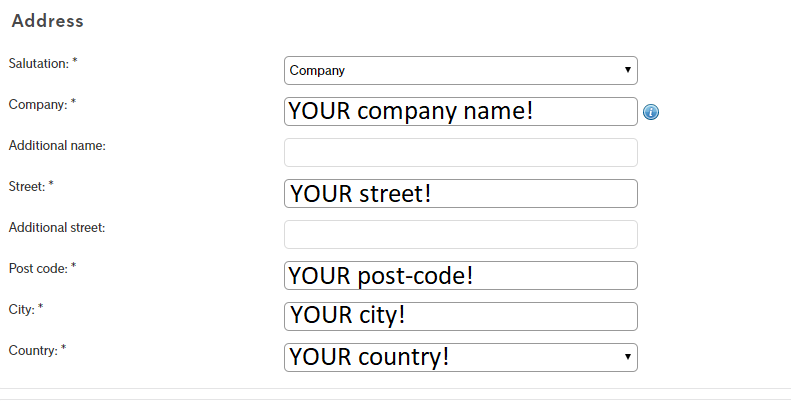 Address
Salutation: *
Company
Company: *
YOUR company name!
i
Additional name:
Street: *
YOUR street!
Additional street:
Post code: *
YOUR post-code!
City: *
YOUR city!
Country: *
YOUR country!